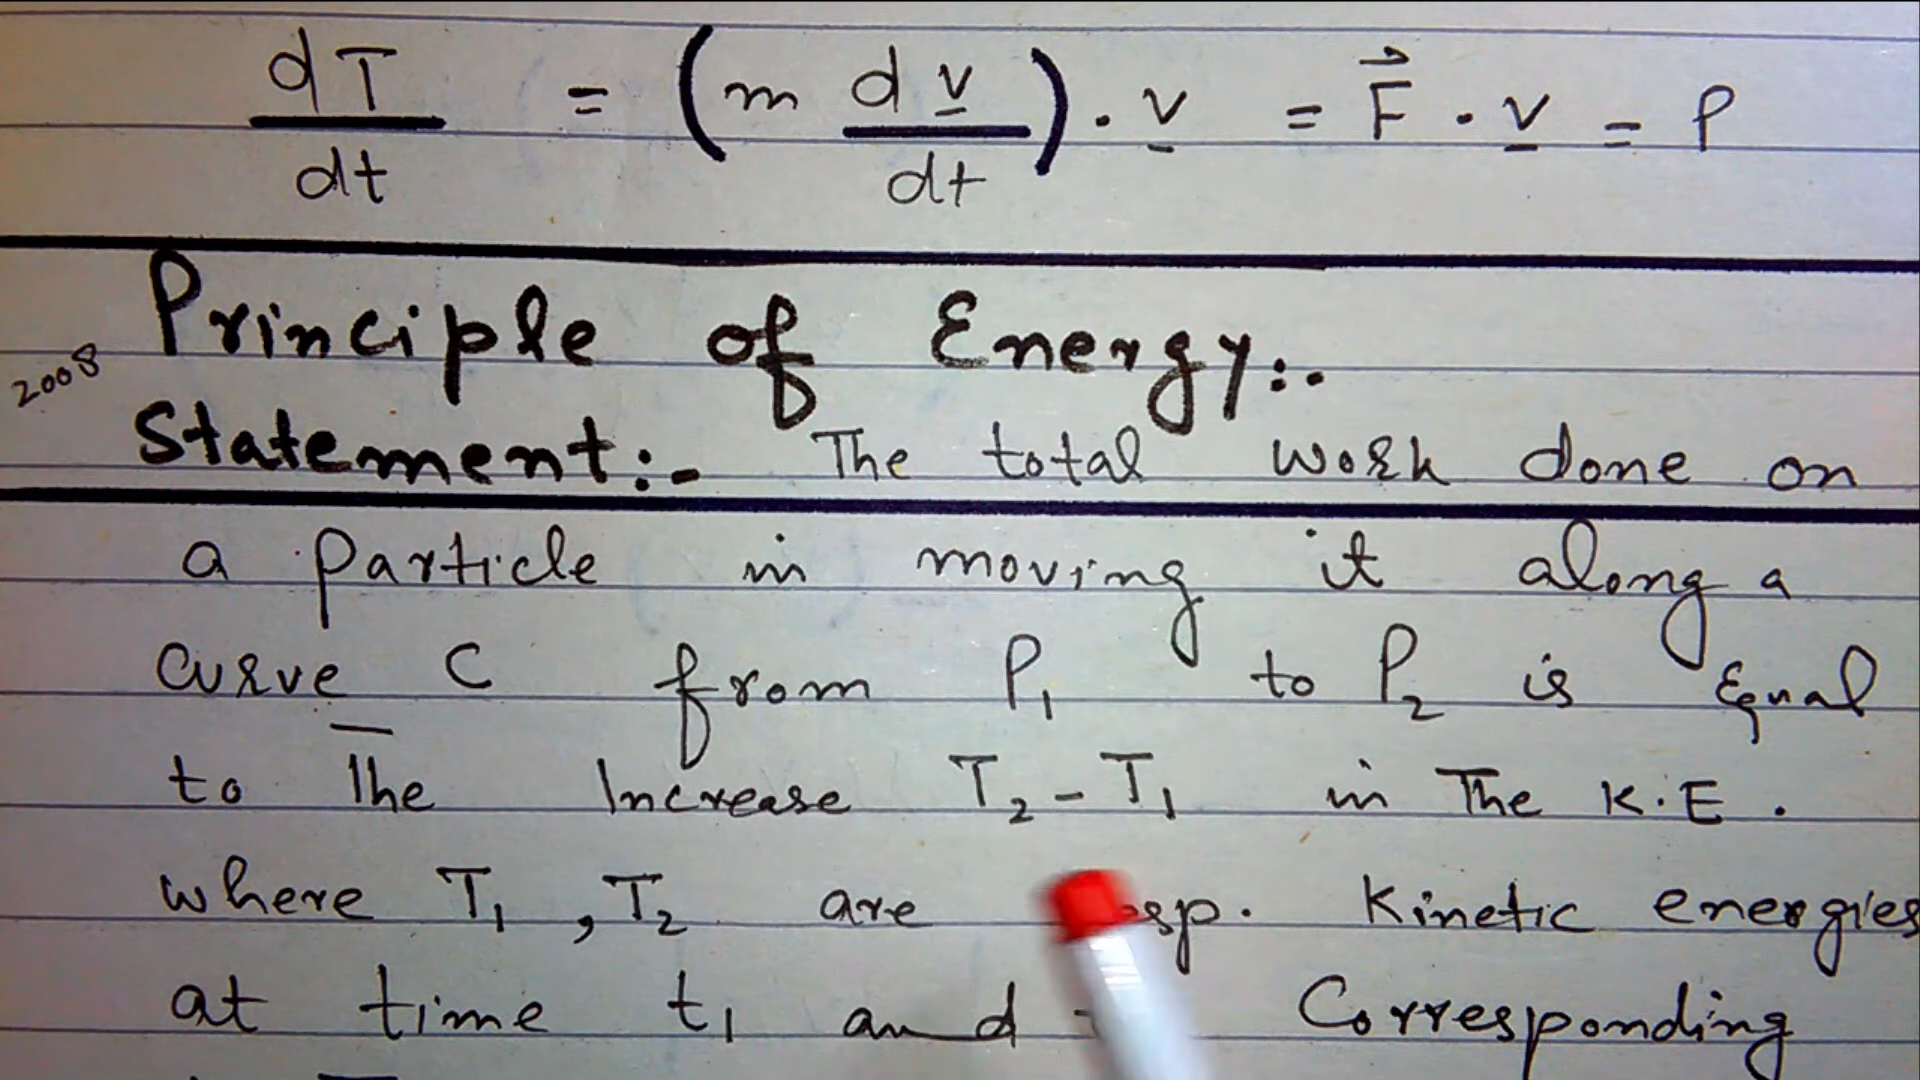 dT/dt = (m dv/dt) . v = F⃗ . v = P
Principle of Energy:-
2008
Statement:- The total work done on
a particle in moving it along a
curve C from P₁ to P₂ is Equal
to The Increase T₂-T₁ in The K.E.
where T₁, T₂ are Kinetic energies
at time t₁ and Corresponding